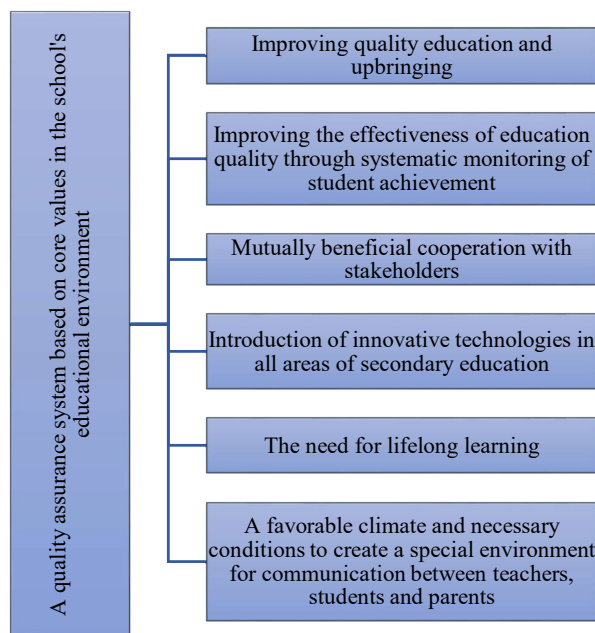 A quality assurance system based on core values in the school's
educational environment
Improving quality education and
upbringing
Improving the effectiveness of education
quality through systematic monitoring of
student achievement
Mutually beneficial cooperation with
stakeholders
Introduction of innovative technologies in
all areas of secondary education
The need for lifelong learning
A favorable climate and necessary
conditions to create a special environment
for communication between teachers,
students and parents